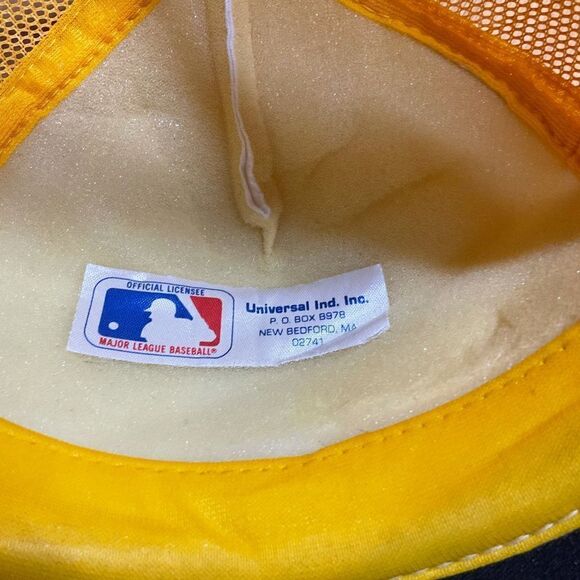 OFFICIAL LICENSEE
MAJOR LEAGUE BASEBALL®
Universal Ind. Inc.
P. O. BOX 8978
NEW BEDFORD, MA
02741